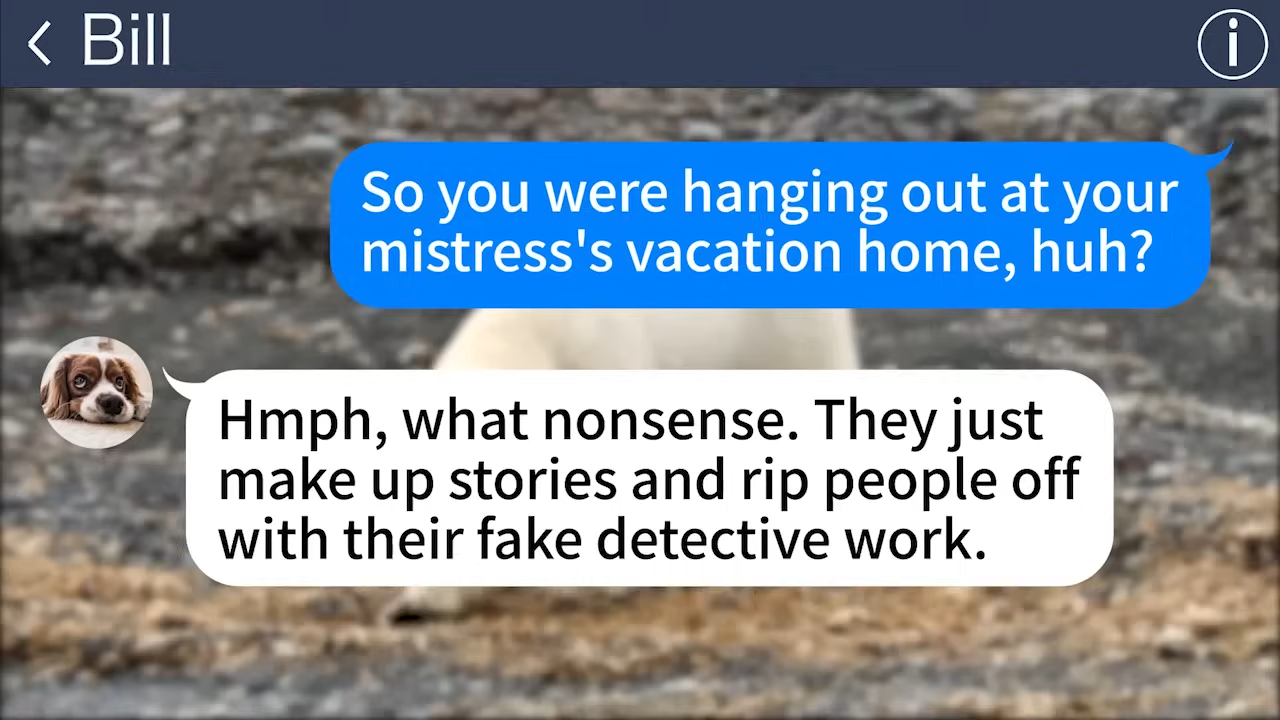 Bill
So you were hanging out at your
mistress's vacation home, huh?
Hmph, what nonsense. They just
make up stories and rip people off
with their fake detective work.